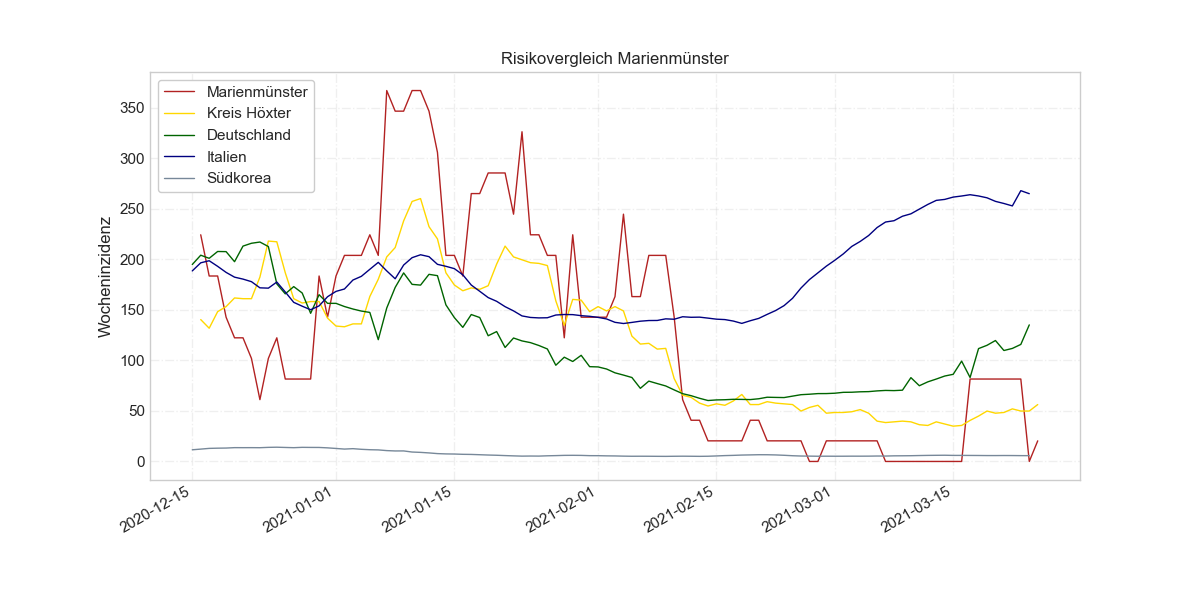 Risikovergleich Marienmünster
Marienmünster
Kreis Höxter
Deutschland
Italien
Südkorea
Wocheninzidenz
350
300
250
200
150
100
50
0
2020-12-15
2021-01-01
2021-01-15
2021-02-01
2021-02-15
2021-03-01
2021-03-15